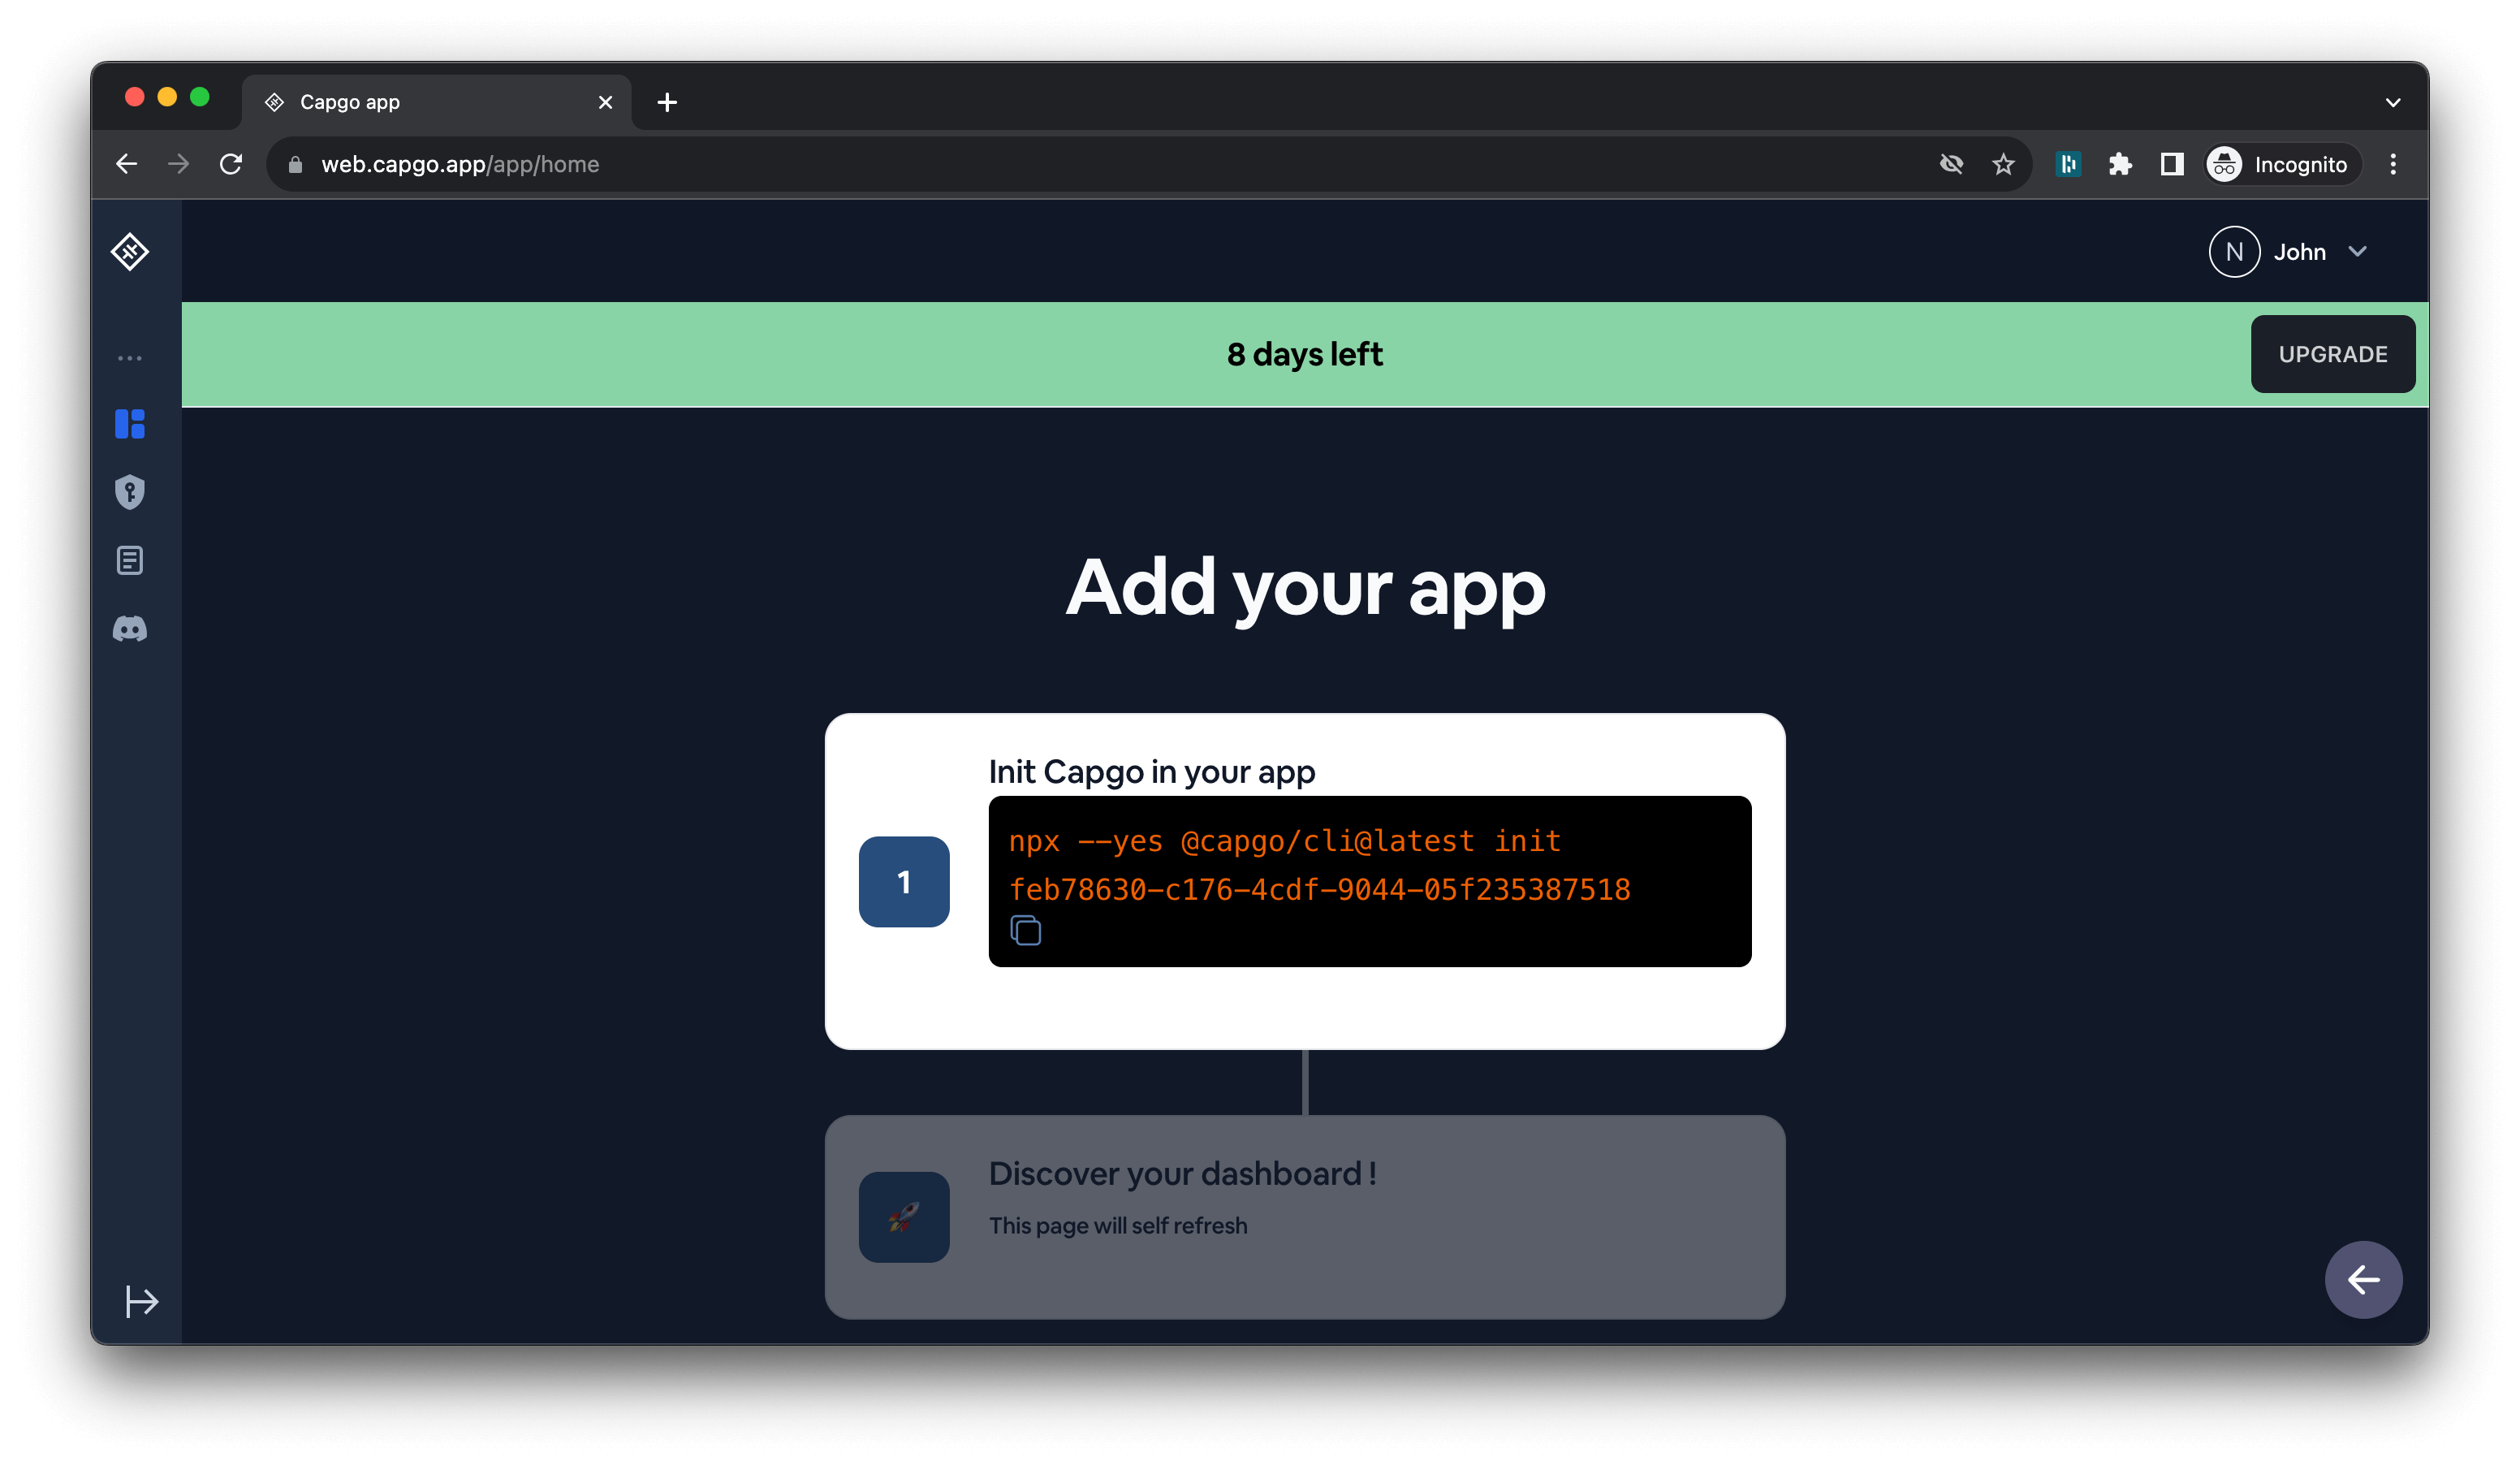 Capgo app
web.capgo.app/app/home
Incognito
N
John
8 days left
UPGRADE
Add your app
Init Capgo in your app
1
npx --yes @capgo/cli@latest init
feb78630-c176-4cdf-9044-05f235387518
Discover your dashboard !
This page will self refresh